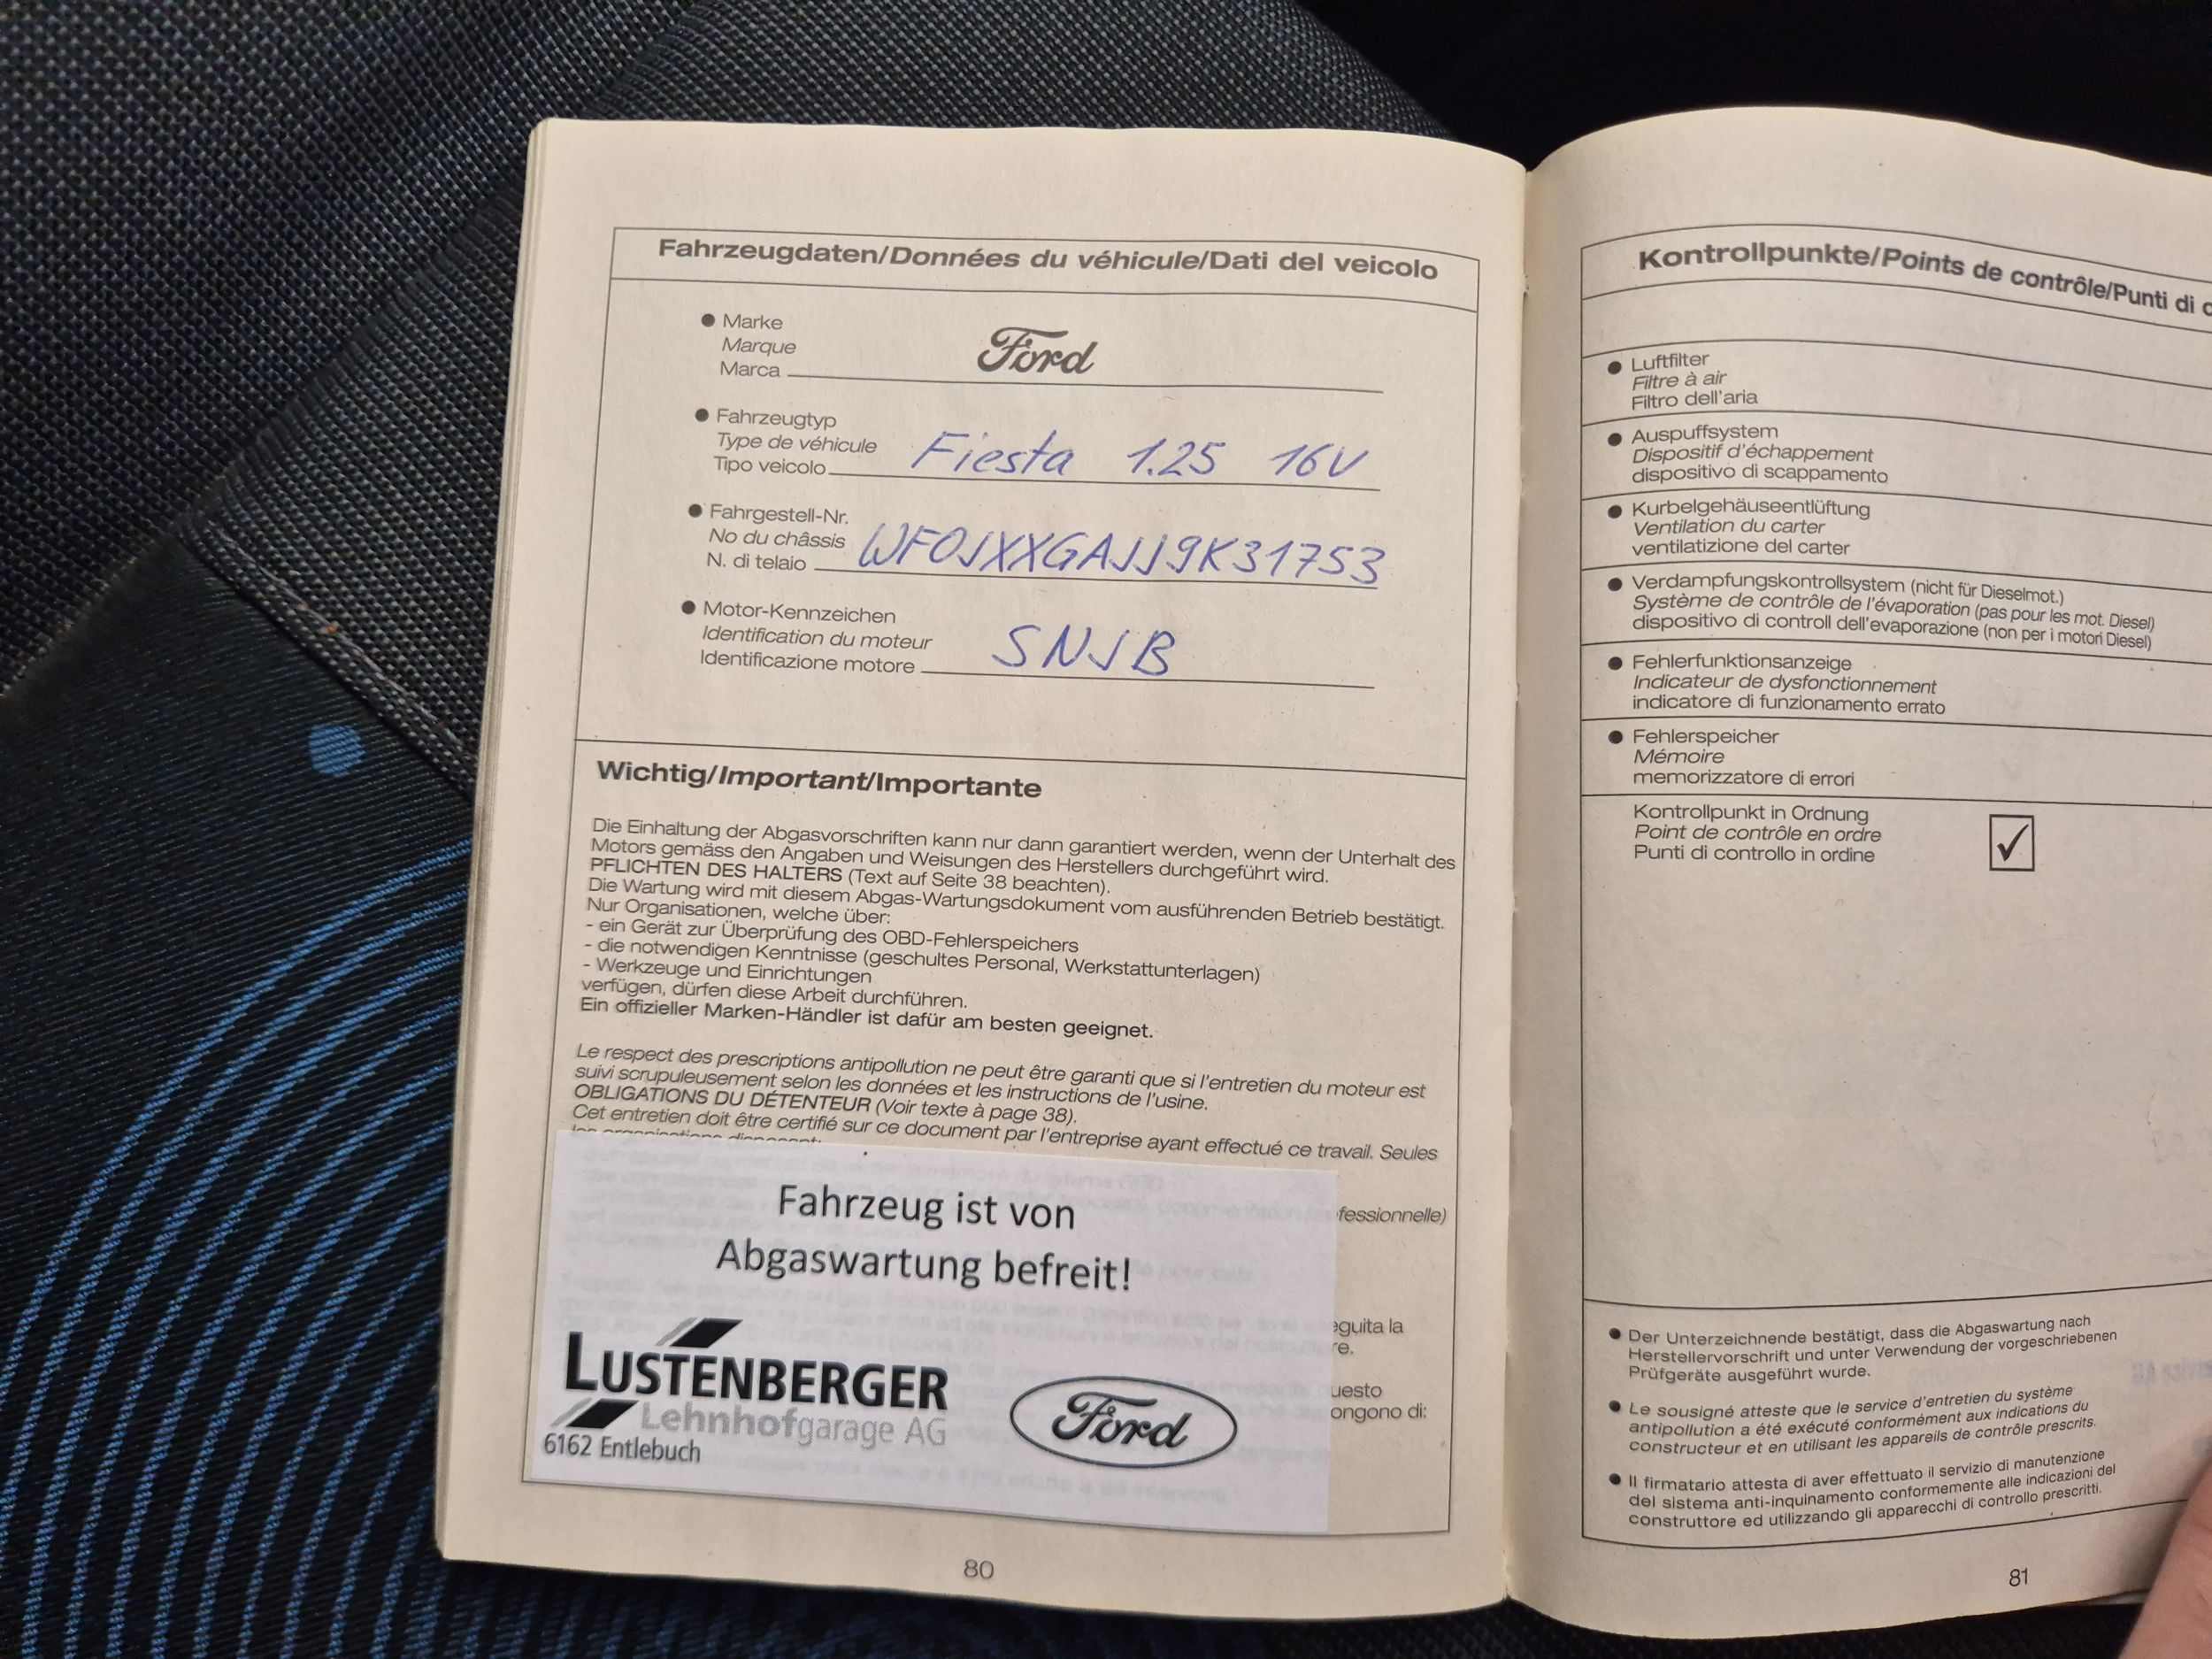 Fahrzeugdaten/Données du véhicule/Dati del veicolo
● Marke
Marque
Marca
Ford
● Fahrzeugtyp
Type de véhicule
Tipo veicolo
Fiesta 1.25 16V
● Fahrgestell-Nr.
No du châssis
N. di telaio
WFOJXXGAJJ9K31753
● Motor-Kennzeichen
Identification du moteur
Identificazione motore
SNJB
Wichtig/Important/Importante
Die Einhaltung der Abgasvorschriften kann nur dann garantiert werden, wenn der Unterhalt des
Motors gemäss den Angaben und Weisungen des Herstellers durchgeführt wird.
PFLICHTEN DES HALTERS (Text auf Seite 38 beachten).
Die Wartung wird mit diesem Abgas-Wartungsdokument vom ausführenden Betrieb bestätigt.
Nur Organisationen, welche über:
- ein Gerät zur Überprüfung des OBD-Fehlerspeichers
- die notwendigen Kenntnisse (geschultes Personal, Werkstattunterlagen)
- Werkzeuge und Einrichtungen
verfügen, dürfen diese Arbeit durchführen.
Ein offizieller Marken-Händler ist dafür am besten geeignet.
Le respect des prescriptions antipollution ne peut être garanti que si l'entretien du moteur est
suivi scrupuleusement selon les données et les instructions de l'usine.
OBLIGATIONS DU DÉTENTEUR (Voir texte à page 38).
Cet entretien doit être certifié sur ce document par l'entreprise ayant effectué ce travail. Seules
fessionnelle)
eguita la
re.
uesto
ongono di:
Fahrzeug ist von
Abgaswartung befreit!
LUSTENBERGER
Lehnhofgarage AG
6162 Entlebuch
Ford
80
Kontrollpunkte/Points de contrôle/Punti di c
● Luftfilter
Filtre à air
Filtro dell'aria
● Auspuffsystem
Dispositif d'échappement
dispositivo di scappamento
● Kurbelgehäuseentlüftung
Ventilation du carter
ventilatizione del carter
● Verdampfungskontrollsystem (nicht für Dieselmot.)
Système de contrôle de l'évaporation (pas pour les mot. Diesel)
dispositivo di controll dell'evaporazione (non per i motori Diesel)
● Fehlerfunktionsanzeige
Indicateur de dysfonctionnement
indicatore di funzionamento errato
● Fehlerspeicher
Mémoire
memorizzatore di errori
Kontrollpunkt in Ordnung
Point de contrôle en ordre
Punti di controllo in ordine
✓
● Der Unterzeichnende bestätigt, dass die Abgaswartung nach
Herstellervorschrift und unter Verwendung der vorgeschriebenen
Prüfgeräte ausgeführt wurde.
● Le sousigné atteste que le service d'entretien du système
antipollution a été exécuté conformément aux indications du
constructeur et en utilisant les appareils de contrôle prescrits.
● Il firmatario attesta di aver effettuato il servizio di manutenzione
del sistema anti-inquinamento conformemente alle indicazioni del
construttore ed utilizzando gli apparecchi di controllo prescritti.
81